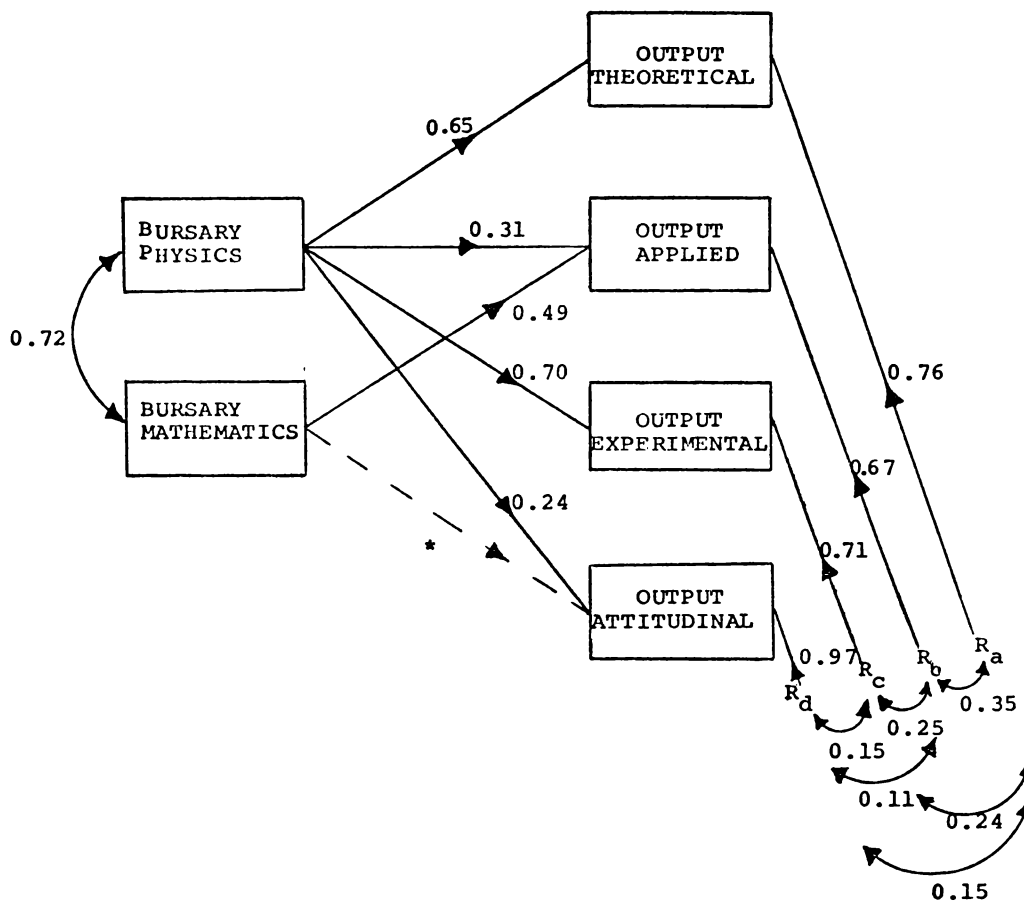 OUTPUT
THEORETICAL
0.65
BURSARY
PHYSICS
0.31
OUTPUT
APPLIED
0.72
0.49
0.70
0.76
BURSARY
MATHEMATICS
OUTPUT
EXPERIMENTAL
0.67
0.24
*
0.71
OUTPUT
ATTITUDINAL
0.97
Rd
Rc
Rb
Ra
0.35
0.25
0.15
0.11
0.24
0.15